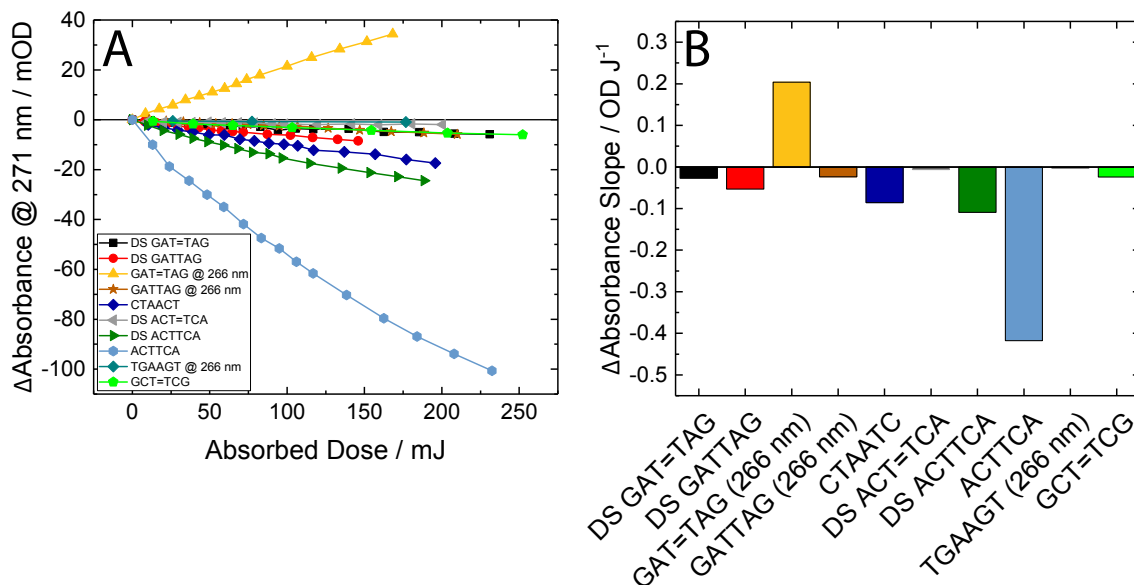 A
ΔAbsorbance @ 271 nm / mOD
40
20
0
-20
-40
-60
-80
-100
DS GAT=TAG
DS GATTAG
GAT=TAG @ 266 nm
GATTAG @ 266 nm
CTAACT
DS ACT=TCA
DS ACTTCA
ACTTCA
TGAAGT @ 266 nm
GCT=TCG
0 50 100 150 200 250
Absorbed Dose / mJ
B
ΔAbsorbance Slope / OD J-1
0.3
0.2
0.1
0.0
-0.1
-0.2
-0.3
-0.4
-0.5
DS GAT=TAG
DS GATTAG
GAT=TAG (266 nm)
GATTAG (266 nm)
CTAATC
DS ACT=TCA
DS ACTTCA
ACTTCA
TGAAGT (266 nm)
GCT=TCG